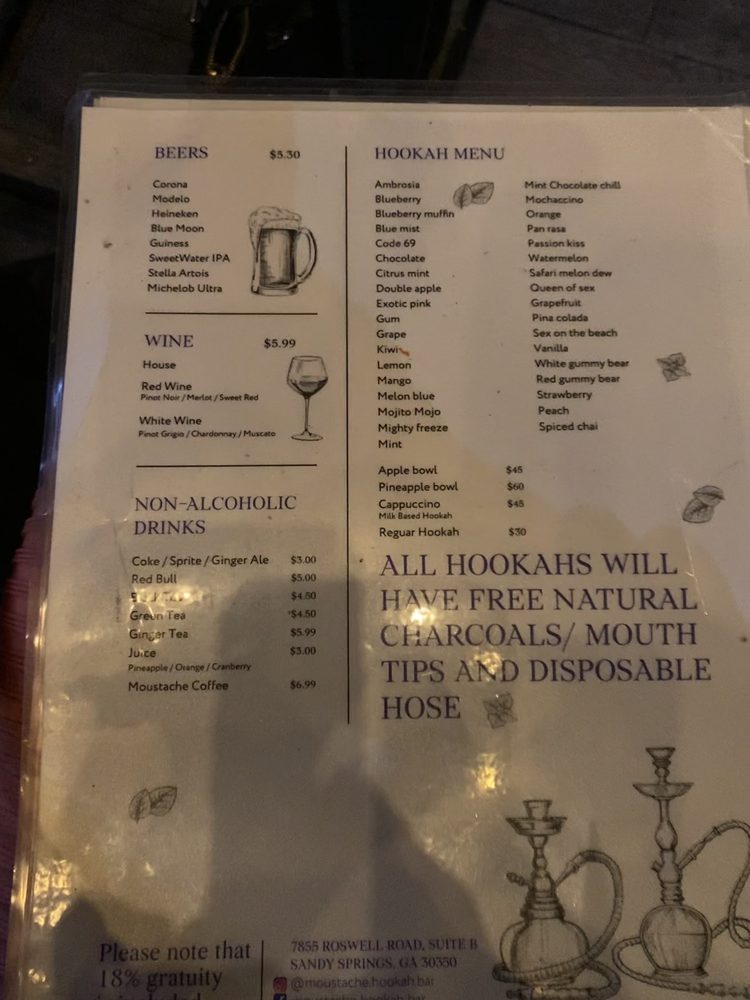 BEERS $5.30
Corona
Modelo
Heineken
Blue Moon
Guiness
SweetWater IPA
Stella Artois
Michelob Ultra
WINE $5.99
House
Red Wine
Pinot Noir / Merlot / Sweet Red
White Wine
Pinot Grigio / Chardonnay / Muscato
NON-ALCOHOLIC
DRINKS
Coke / Sprite / Ginger Ale $3.00
Red Bull $5.00
$4.50
Green Tea $4.50
Ginger Tea $5.99
Juice $3.00
Pineapple / Orange / Cranberry
Moustache Coffee $6.99
HOOKAH MENU
Ambrosia
Blueberry
Blueberry muffin
Blue mist
Code 69
Chocolate
Citrus mint
Double apple
Exotic pink
Gum
Grape
Kiwi
Lemon
Mango
Melon blue
Mojito Mojo
Mighty freeze
Mint
Mint Chocolate chill
Mochaccino
Orange
Pan rasa
Passion kiss
Watermelon
Safari melon dew
Queen of sex
Grapefruit
Pina colada
Sex on the beach
Vanilla
White gummy bear
Red gummy bear
Strawberry
Peach
Spiced chai
Apple bowl $45
Pineapple bowl $60
Cappuccino $45
Milk Based Hookah
Reguar Hookah $30
ALL HOOKAHS WILL
HAVE FREE NATURAL
CHARCOALS/ MOUTH
TIPS AND DISPOSABLE
HOSE
Please note that
18% gratuity
7855 ROSWELL ROAD, SUITE B
SANDY SPRINGS, GA 30350
@moustache.hookah.bar
moustache.hookah.bar